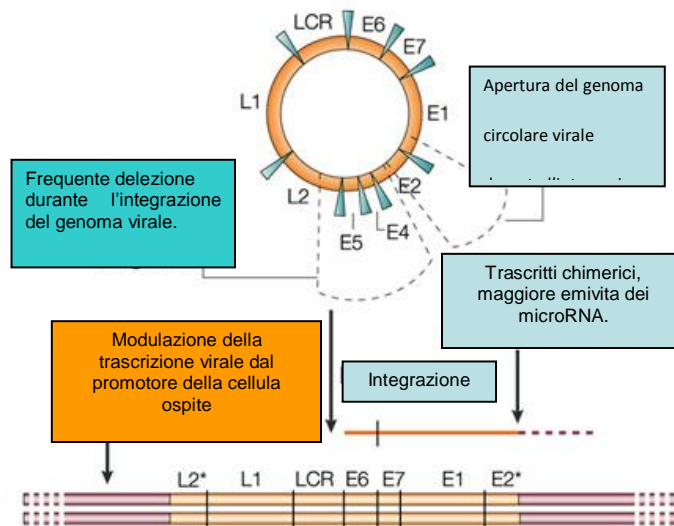 LCR
E6
E7
L1
E1
L2
E2
E5
E4
Apertura del genoma
circolare virale
Frequente delezione
durante l'integrazione
del genoma virale.
Trascritti chimerici,
maggiore emivita dei
microRNA.
Modulazione della
trascrizione virale dal
promotore della cellula
ospite
Integrazione
L2* L1 LCR E6 E7 E1 E2*